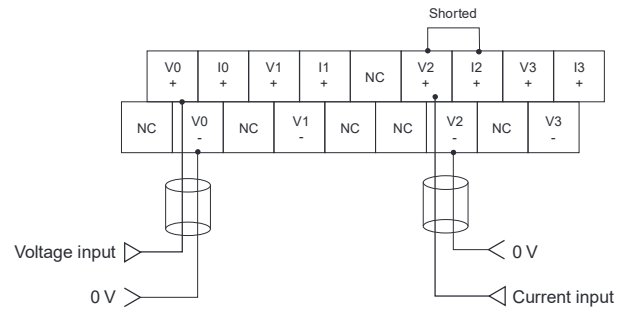 Shorted
V0 I0 V1 I1 NC V2 I2 V3 I3
+ + + + + + + +
NC V0 NC V1 NC NC V2 NC V3
- - - -
Voltage input 0 V
0 V Current input